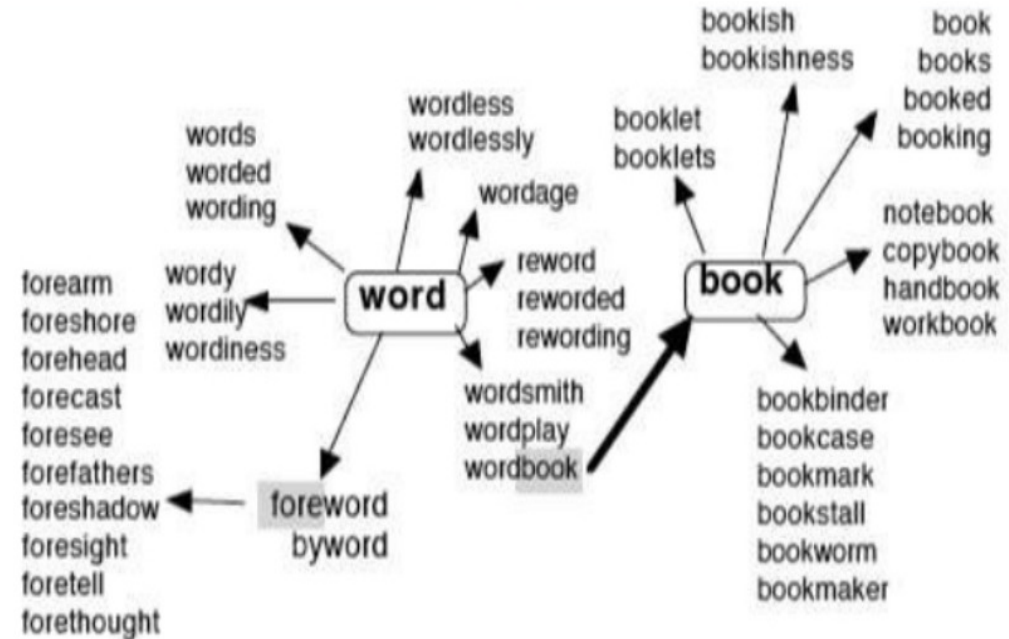 bookish
bookishness
book
books
booked
booking
wordless
wordlessly
booklet
booklets
words
worded
wording
wordage
notebook
copybook
handbook
workbook
reword
reworded
rewording
wordy
wordily
wordiness
word
book
forearm
foreshore
forehead
forecast
foresee
forefathers
foreshadow
foresight
foretell
forethought
wordsmith
wordplay
wordbook
bookbinder
bookcase
bookmark
bookstall
bookworm
bookmaker
foreword
byword